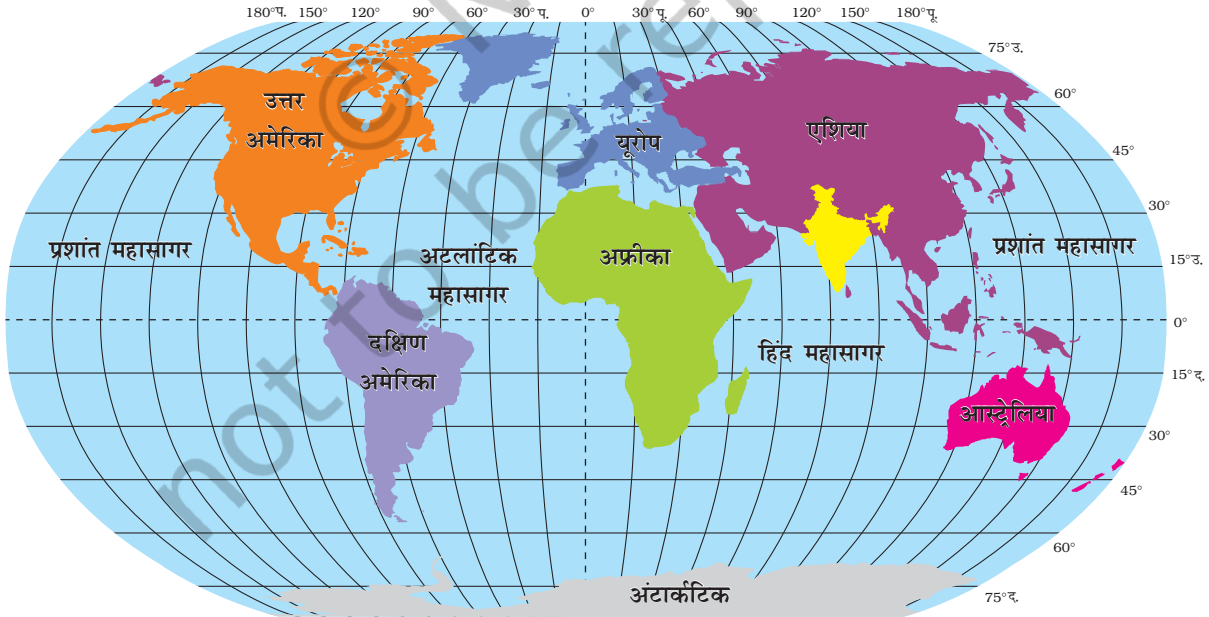 180°प. 150° 120° 90° 60° 30°प. 0° 30°पू. 60° 90° 120° 150° 180°पू.
75°उ.
60°
45°
30°
15°उ.
0°
15°द.
30°
45°
60°
75°द.
उत्तर
अमेरिका
यूरोप
एशिया
प्रशांत महासागर
अटलांटिक
महासागर
अफ्रीका
प्रशांत महासागर
दक्षिण
अमेरिका
हिंद महासागर
आस्ट्रेलिया
अंटार्कटिक
© N
not to be re